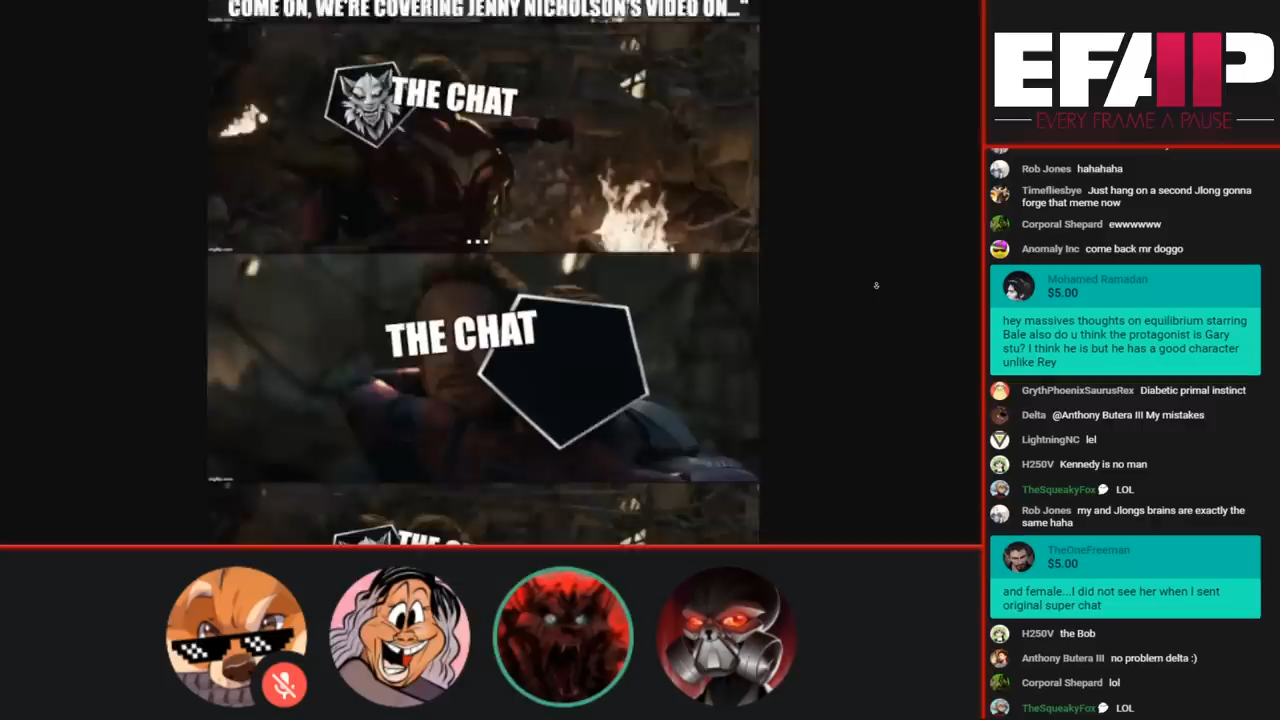 COME ON, WE'RE COVERING JENNY NICHOLSON'S VIDEO ON..."
THE CHAT
...
imgflip.com
THE CHAT
imgflip.com
EFAP
EVERY FRAME A PAUSE
Rob Jones hahahaha
Timefliesbye Just hang on a second Jlong gonna
forge that meme now
Corporal Shepard ewwwwww
Anomaly Inc come back mr doggo
Mohamed Ramadan
$5.00
hey massives thoughts on equilibrium starring
Bale also do u think the protagonist is Gary
stu? I think he is but he has a good character
unlike Rey
GrythPhoenixSaurusRex Diabetic primal instinct
Delta @Anthony Butera III My mistakes
LightningNC lel
H250V Kennedy is no man
TheSqueakyFox LOL
Rob Jones my and Jlongs brains are exactly the
same haha
TheOneFreeman
$5.00
and female...I did not see her when I sent
original super chat
H250V the Bob
Anthony Butera III no problem delta :)
Corporal Shepard lol
TheSqueakyFox LOL